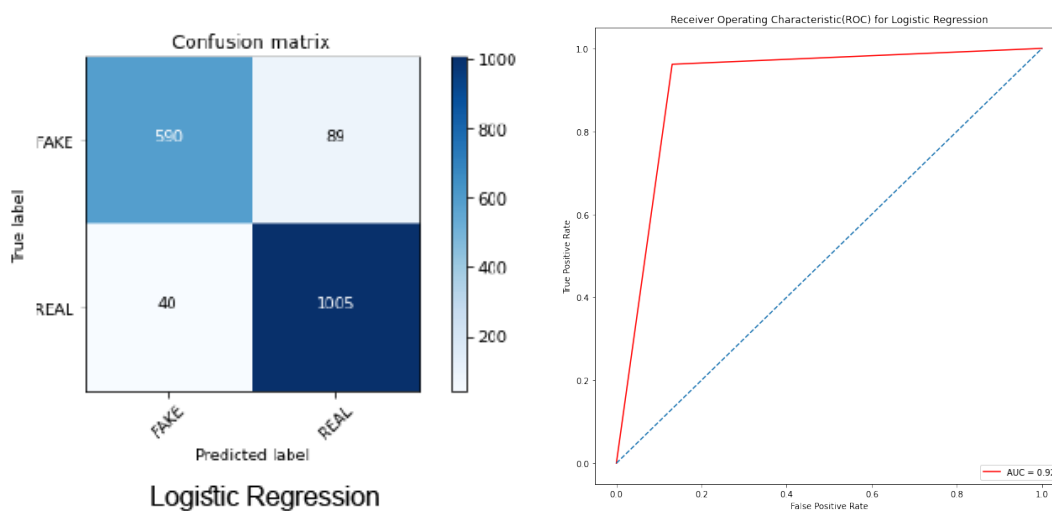 Confusion matrix
True label
FAKE
REAL
590
89
40
1005
FAKE
REAL
Predicted label
1000
800
600
400
200
Logistic Regression
Receiver Operating Characteristic(ROC) for Logistic Regression
True Positive Rate
1.0
0.8
0.6
0.4
0.2
0.0
0.0
0.2
0.4
0.6
0.8
1.0
False Positive Rate
AUC = 0.92